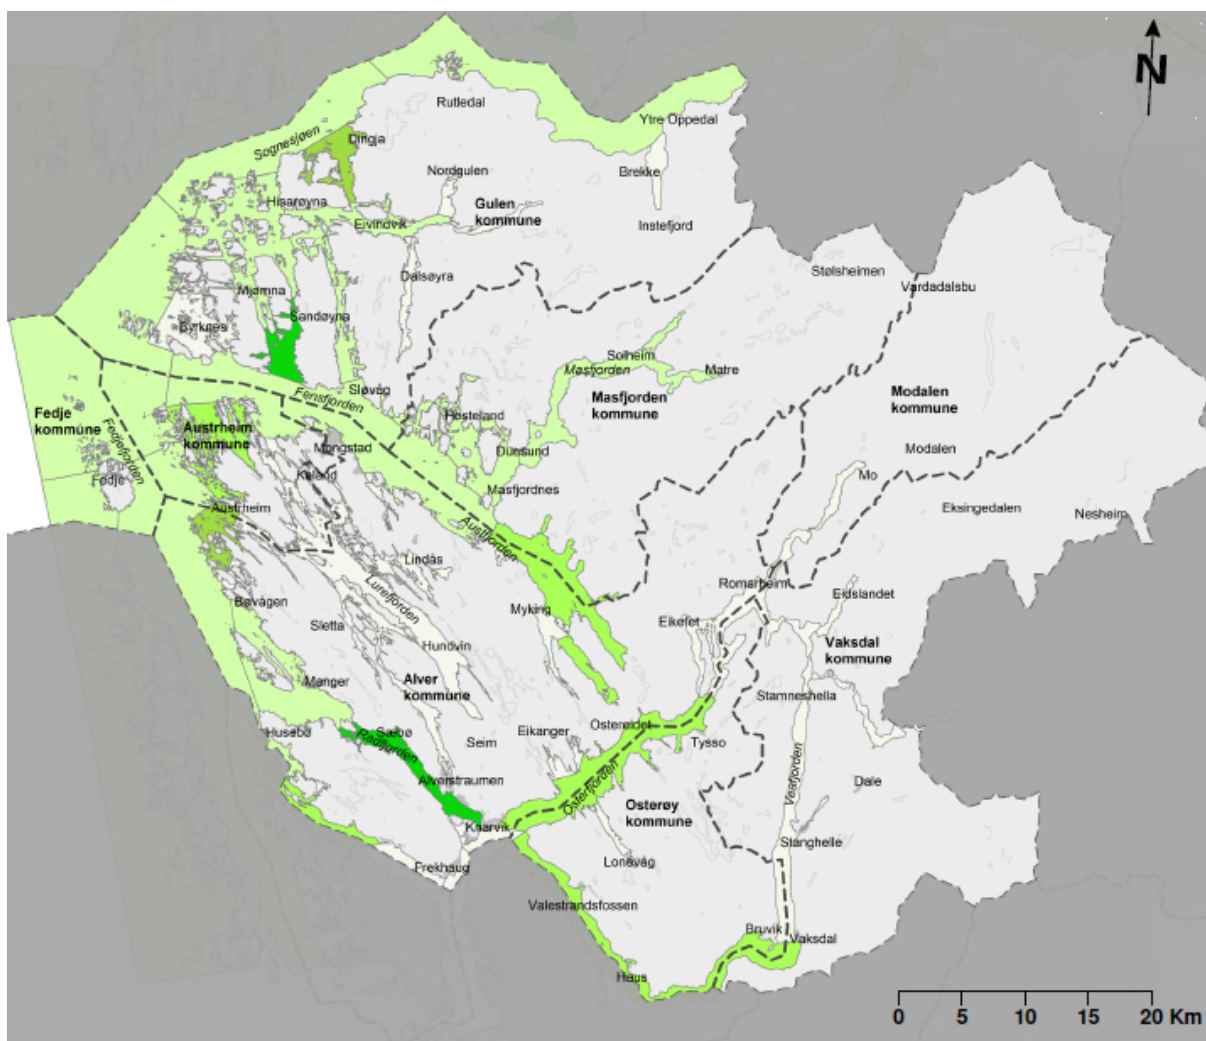 N
Rutledal
Ytre Oppedal
Sognesjøen
Dingja
Nordgulen
Brekke
Hisarøyna
Gulen
kommune
Eivindvik
Instefjord
Dalsøyra
Stølsheimen
Vardadalsbu
Mjømna
Sandøyna
Byrknes
Solheim
Masfjorden
Matre
Sløvåg
Fensfjorden
Masfjorden
kommune
Modalen
kommune
Fedje
kommune
Fedjefjorden
Austrheim
kommune
Hosteland
Mongstad
Duesund
Modalen
Keland
Fedje
Mo
Masfjordnes
Austrheim
Eksingedalen
Nesheim
Austfjorden
Lindås
Lurefjorden
Romarheim
Eidslandet
Bøvågen
Myking
Sletta
Eikefet
Hundvin
Vaksdal
kommune
Manger
Alver
kommune
Stamneshella
Husebø
Sæbø
Radfjorden
Seim
Eikanger
Ostereidet
Tysso
Vesfjorden
Alverstraumen
Osterfjorden
Dale
Osterøy
kommune
Knarvik
Stanghelle
Frekhaug
Lonevåg
Valestrandsfossen
Bruvik
Vaksdal
Haus
0 5 10 15 20 Km